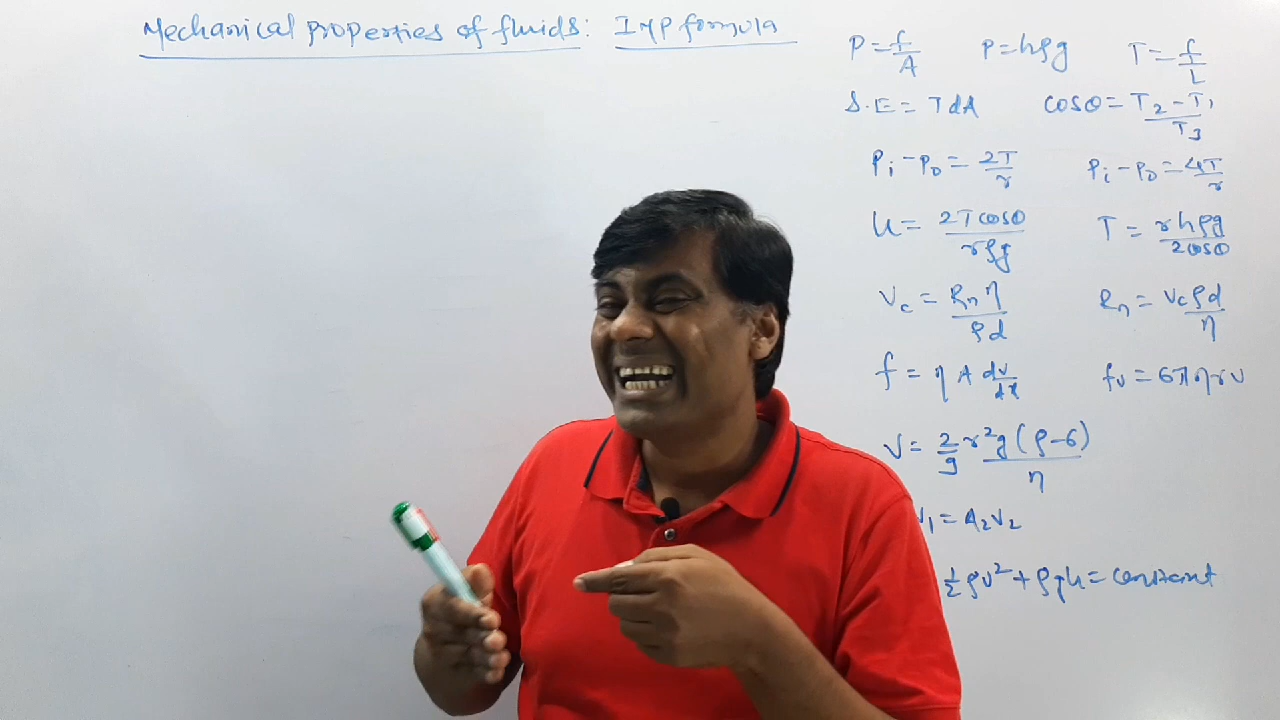 Mechanical properties of fluids: Imp formula
P = f/A P = hρg T = f/L
S.E = T dA cosθ = T₂ - T₁/T₃
Pᵢ - P₀ = 2T/r Pᵢ - P₀ = 4T/r
h = 2T cosθ/rρg T = rhρg/2cosθ
Vc = Rₙ η/ρd Rₙ = Vc ρd/η
f = η A dv/dx fv = 6πηrv
V = 2/9 r²g(ρ-σ)/η
V₁ = A₂V₂
½ρv² + ρgh = constant